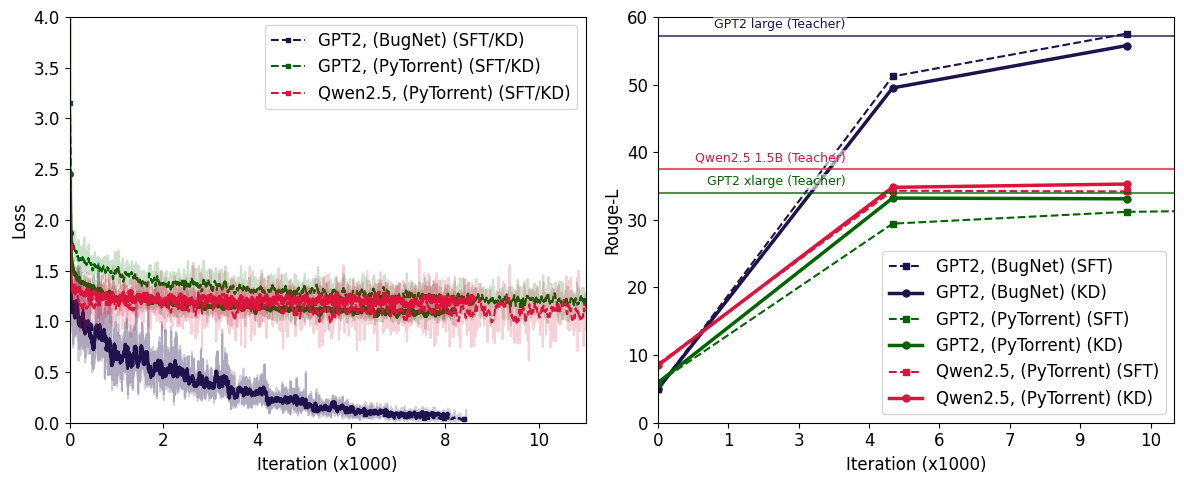 4.0
3.5
3.0
2.5
2.0
1.5
1.0
0.5
0.0
Loss
GPT2, (BugNet) (SFT/KD)
GPT2, (PyTorrent) (SFT/KD)
Qwen2.5, (PyTorrent) (SFT/KD)
0 2 4 6 8 10
Iteration (x1000)
60
50
40
30
20
10
0
Rouge-L
GPT2 large (Teacher)
Qwen2.5 1.5B (Teacher)
GPT2 xlarge (Teacher)
GPT2, (BugNet) (SFT)
GPT2, (BugNet) (KD)
GPT2, (PyTorrent) (SFT)
GPT2, (PyTorrent) (KD)
Qwen2.5, (PyTorrent) (SFT)
Qwen2.5, (PyTorrent) (KD)
0 1 3 4 6 7 9 10
Iteration (x1000)